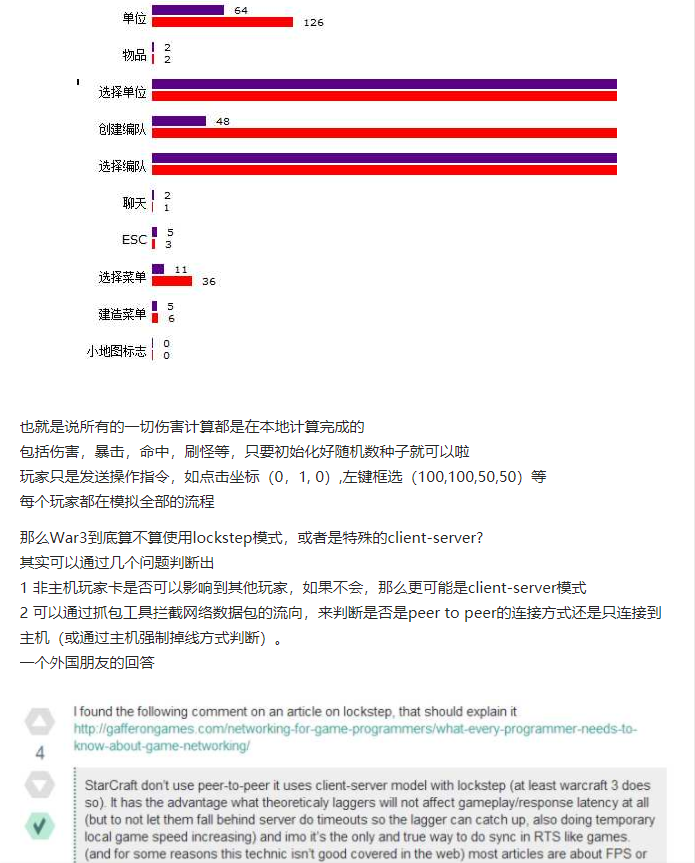 单位 64
126
物品 2
2
选择单位
创建编队 48
选择编队
聊天 2
1
ESC 5
3
选择菜单 11
36
建造菜单 5
6
小地图标志 0
0
也就是说所有的一切伤害计算都是在本地计算完成的
包括伤害，暴击，命中，刷怪等，只要初始化好随机数种子就可以啦
玩家只是发送操作指令，如点击坐标（0，1, 0）,左键框选（100,100,50,50）等
每个玩家都在模拟全部的流程
那么War3到底算不算使用lockstep模式，或者是特殊的client-server?
其实可以通过几个问题判断出
1 非主机玩家卡是否可以影响到其他玩家，如果不会，那么更可能是client-server模式
2 可以通过抓包工具拦截网络数据包的流向，来判断是否是peer to peer的连接方式还是只连接到
主机（或通过主机强制掉线方式判断）。
一个外国朋友的回答
I found the following comment on an article on lockstep, that should explain it
http://gafferongames.com/networking-for-game-programmers/what-every-programmer-needs-to-
know-about-game-networking/
4
StarCraft don't use peer-to-peer it uses client-server model with lockstep (at least warcraft 3 does
so). It has the advantage what theoreticaly laggers will not affect gameplay/response latency at all
(but to not let them fall behind server do timeouts so the lagger can catch up, also doing temporary
local game speed increasing) and imo it's the only and true way to do sync in RTS like games.
(and for some reasons this technic isn't good covered in the web) most articles are about FPS or